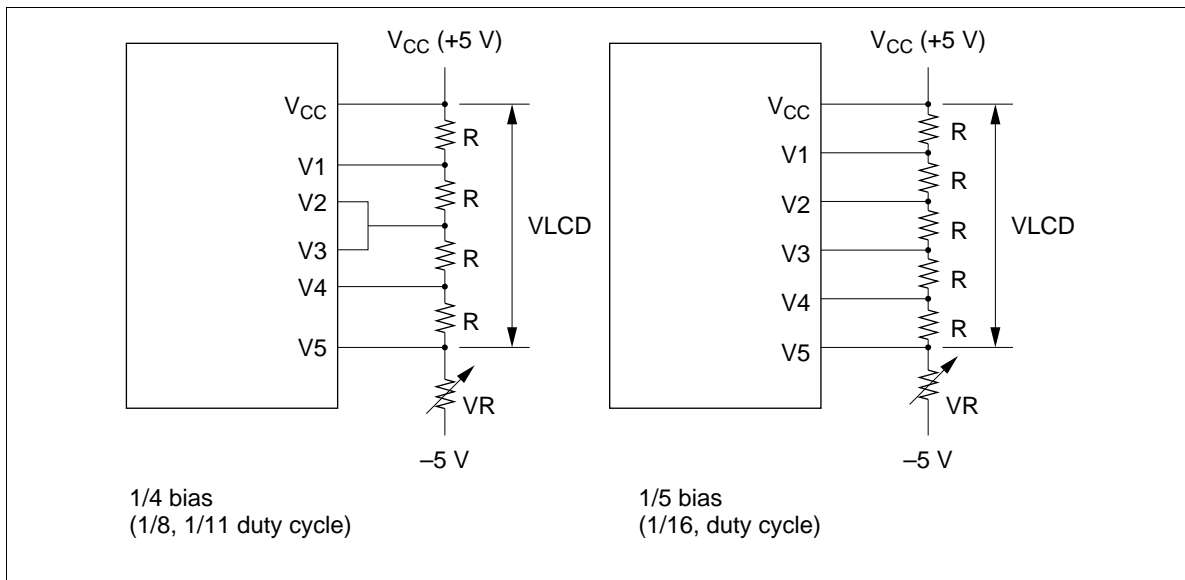 V_CC (+5 V)
V_CC
R
V1
R
V2
VLCD
V3
R
V4
R
V5
VR
–5 V
1/4 bias
(1/8, 1/11 duty cycle)
V_CC (+5 V)
V_CC
R
V1
R
V2
R
VLCD
V3
R
V4
R
V5
VR
–5 V
1/5 bias
(1/16, duty cycle)